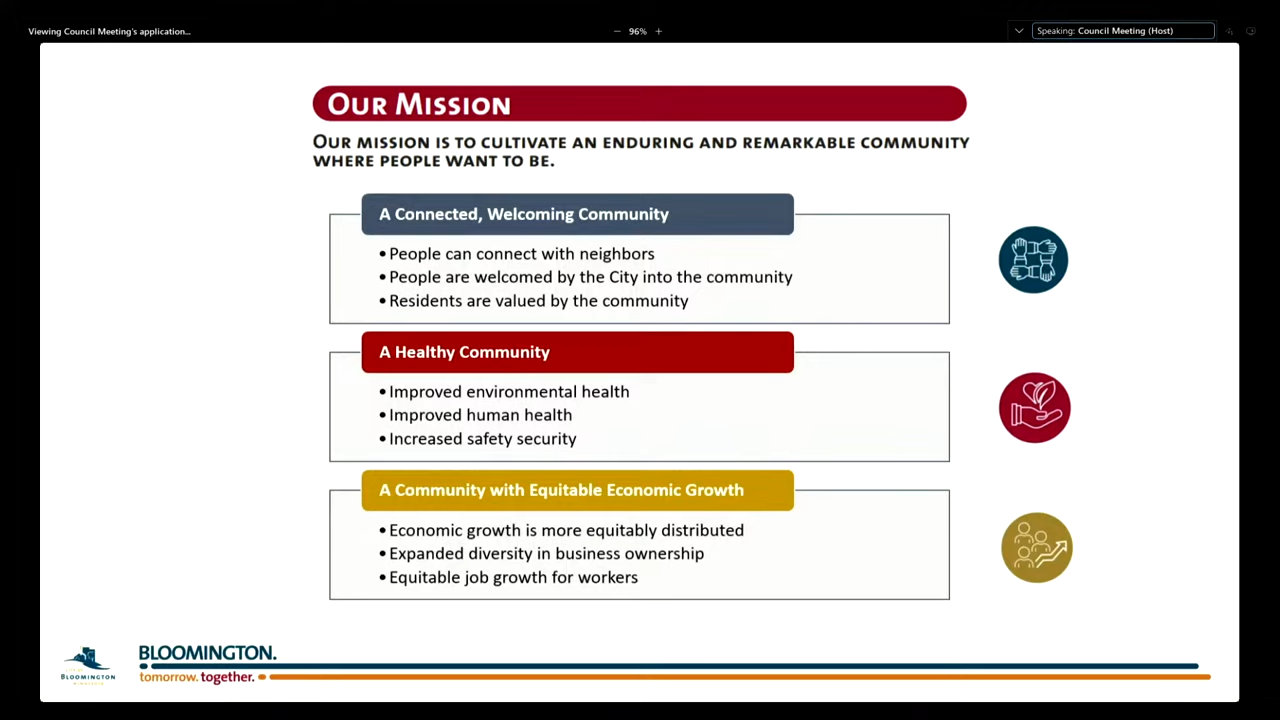 Viewing Council Meeting's application...
96%
Speaking: Council Meeting (Host)
OUR MISSION
OUR MISSION IS TO CULTIVATE AN ENDURING AND REMARKABLE COMMUNITY
WHERE PEOPLE WANT TO BE.
A Connected, Welcoming Community
• People can connect with neighbors
• People are welcomed by the City into the community
• Residents are valued by the community
A Healthy Community
• Improved environmental health
• Improved human health
• Increased safety security
A Community with Equitable Economic Growth
• Economic growth is more equitably distributed
• Expanded diversity in business ownership
• Equitable job growth for workers
BLOOMINGTON
BLOOMINGTON.
tomorrow. together.